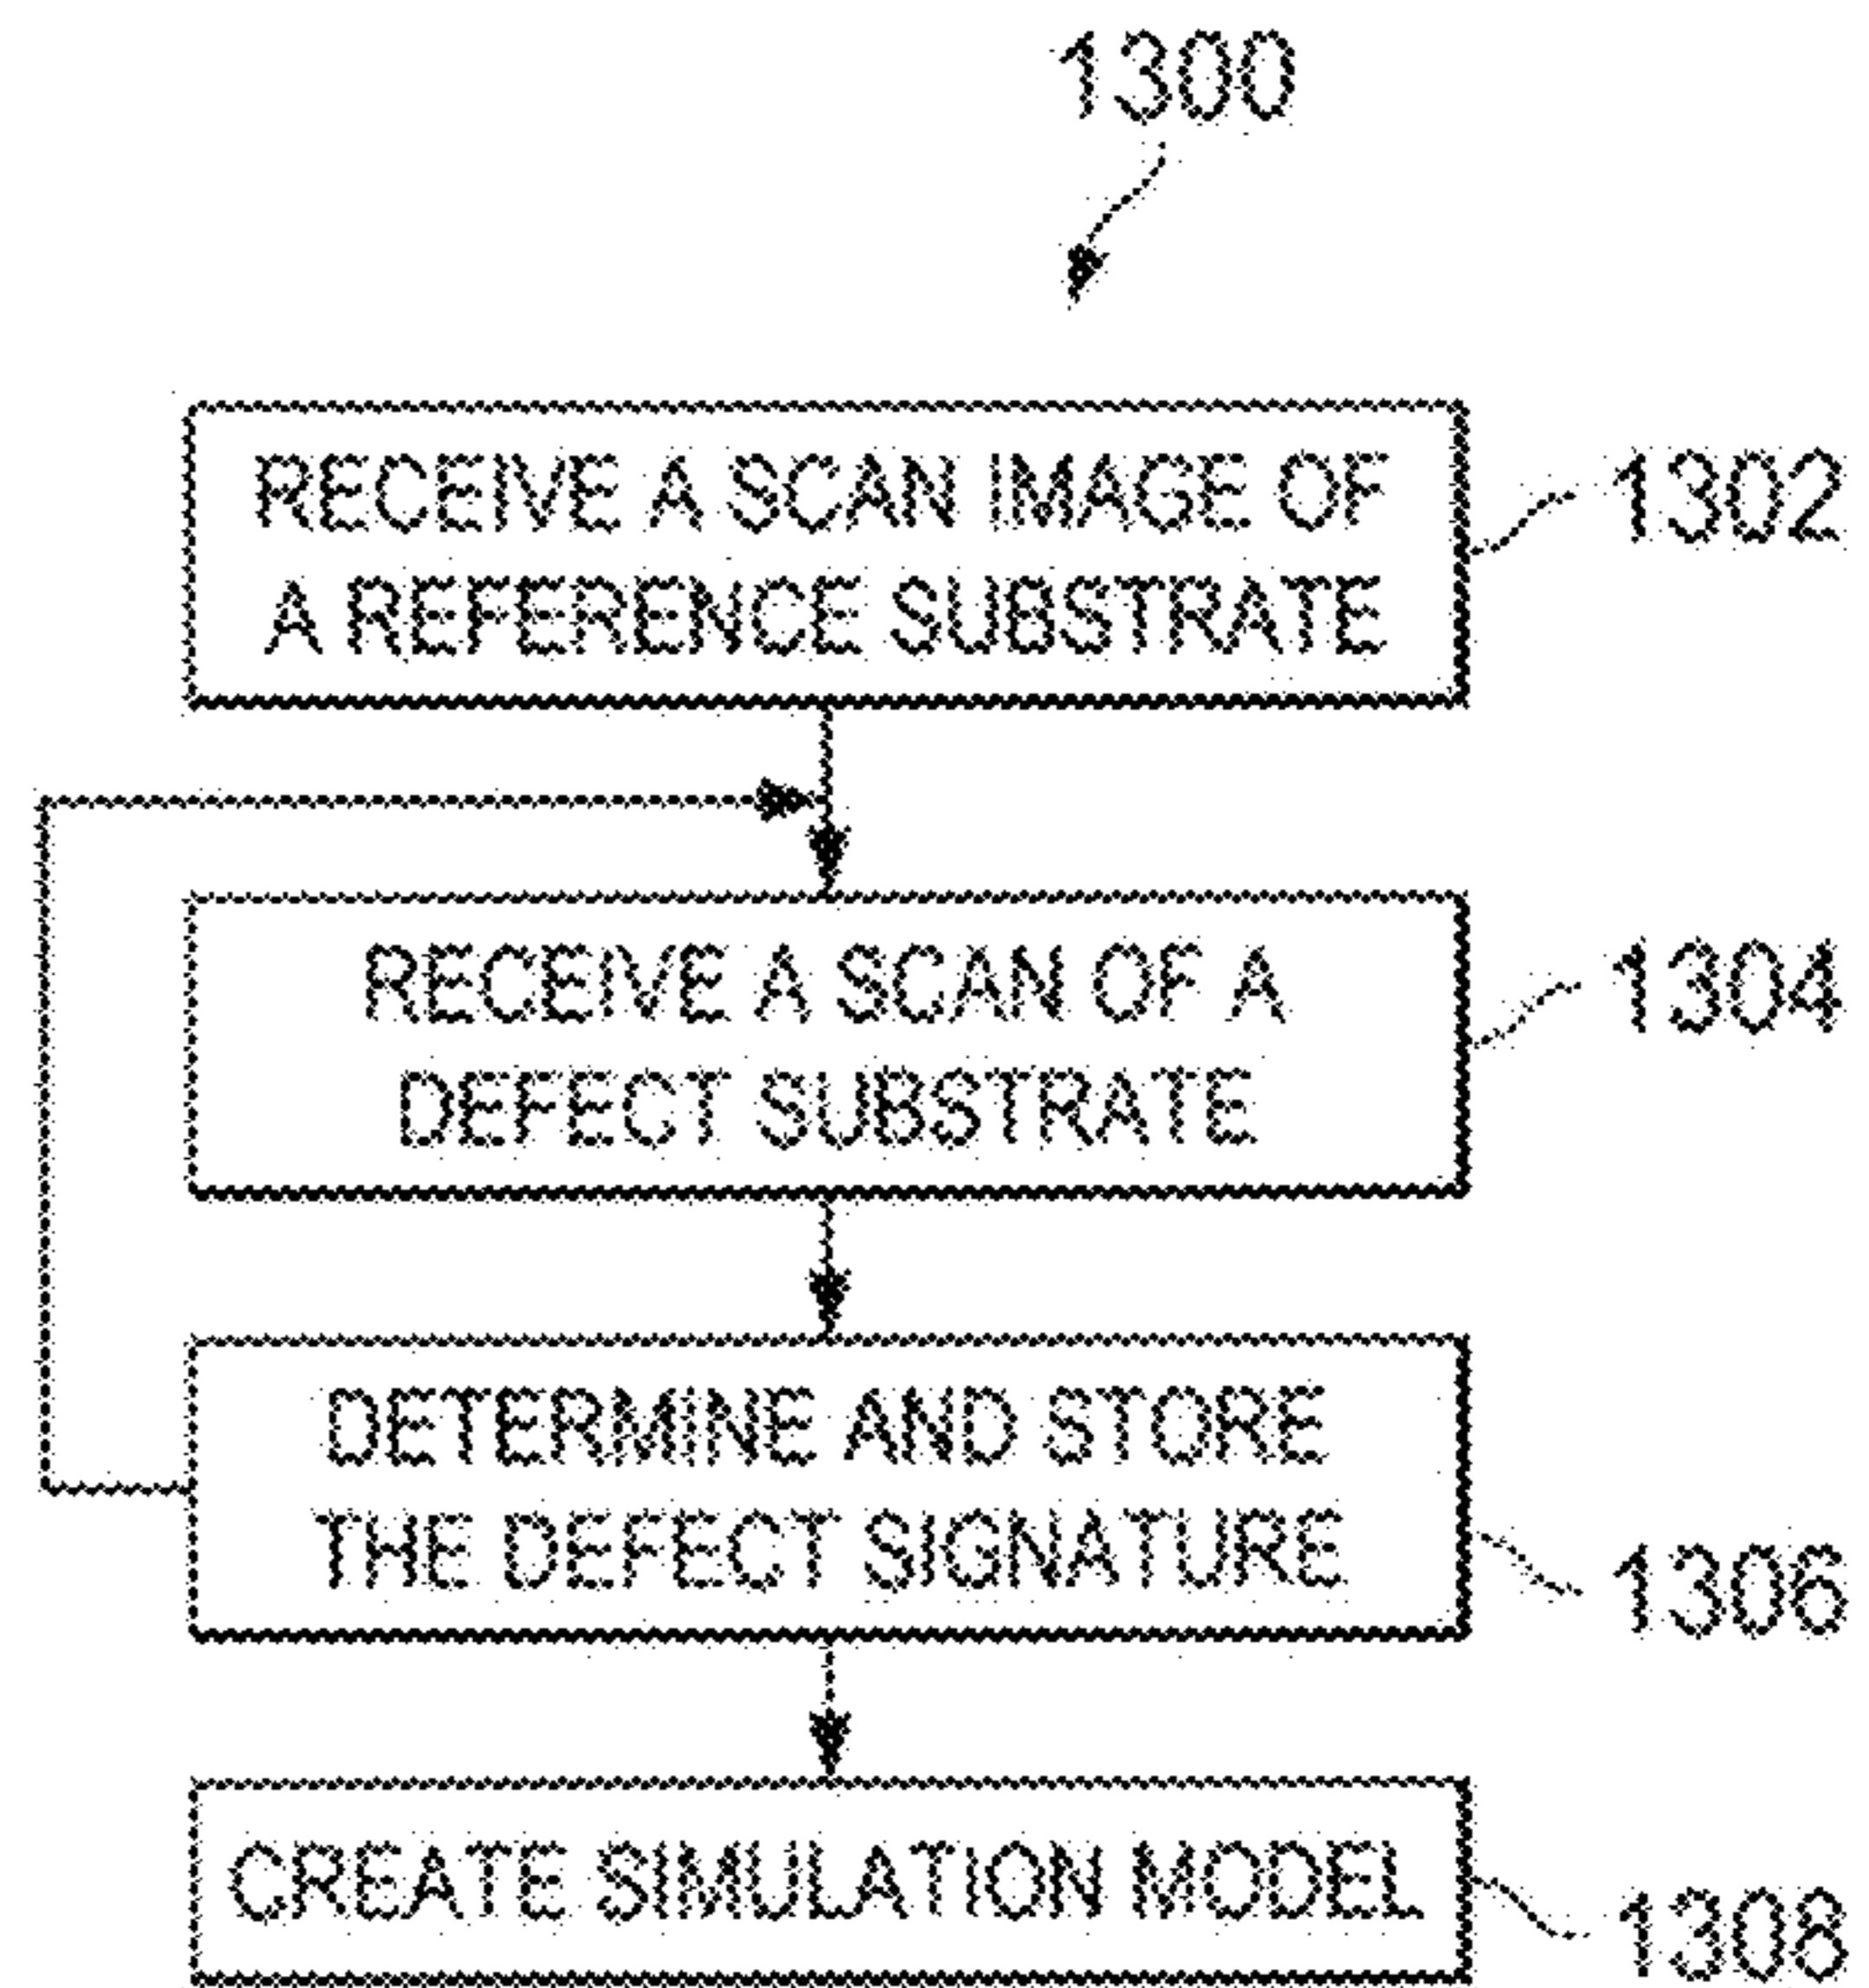 1300
RECEIVE A SCAN IMAGE OF
A REFERENCE SUBSTRATE
1302
RECEIVE A SCAN OF A
DEFECT SUBSTRATE
1304
DETERMINE AND STORE
THE DEFECT SIGNATURE
1306
CREATE SIMULATION MODEL
1308